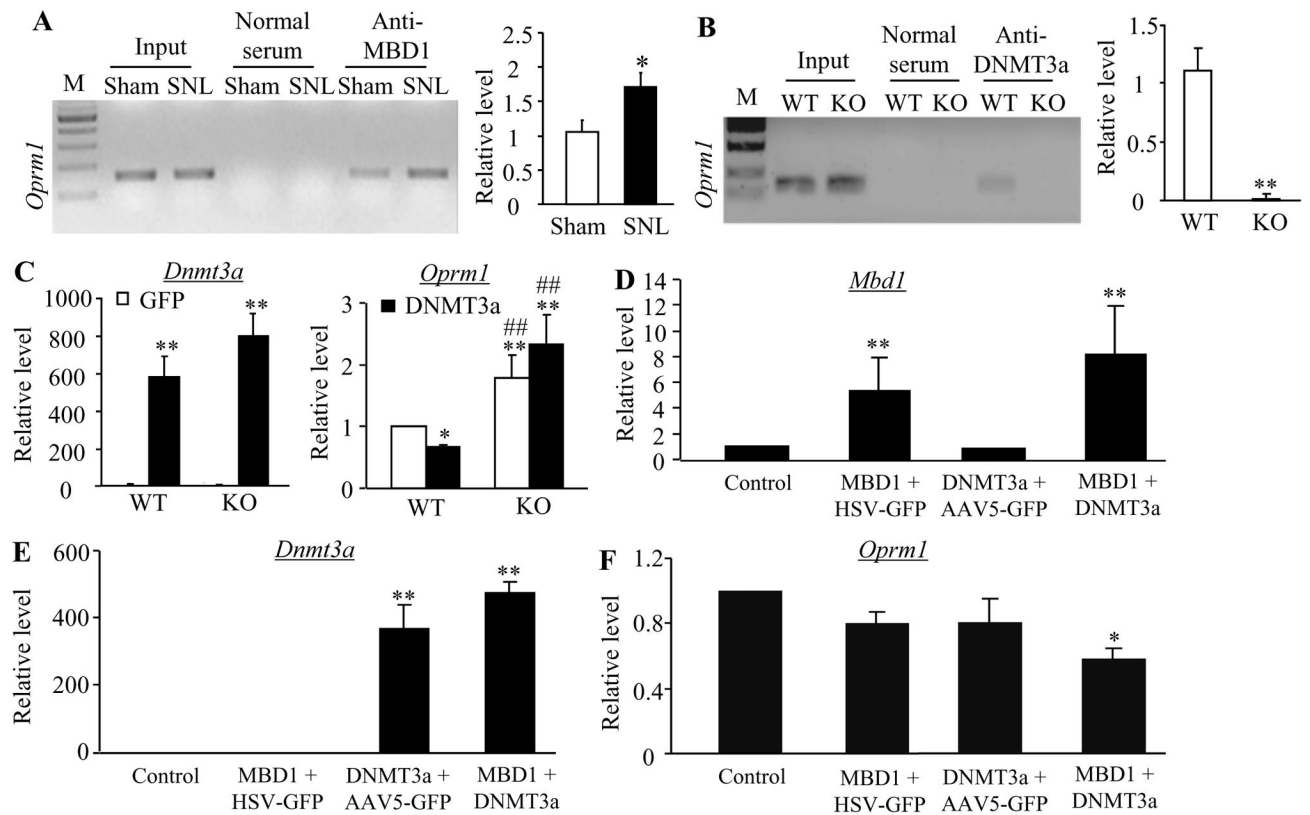 A
Input
Normal
serum
Anti-
MBD1
M
Sham SNL Sham SNL Sham SNL
Oprm1
Relative level
2.5
2
1.5
1
0.5
0
*
Sham SNL
B
Input
Normal
serum
Anti-
DNMT3a
M
WT KO WT KO WT KO
Oprm1
Relative level
1.5
1
0.5
0
**
WT KO
C
Dnmt3a
Relative level
1000
800
600
400
200
0
GFP
** **
WT KO
Oprm1
Relative level
3
2
1
0
DNMT3a
*
##
**
##
**
WT KO
D
Mbd1
Relative level
14
12
10
8
6
4
2
0
** **
Control
MBD1 +
HSV-GFP
DNMT3a +
AAV5-GFP
MBD1 +
DNMT3a
E
Dnmt3a
Relative level
600
400
200
0
** **
Control
MBD1 +
HSV-GFP
DNMT3a +
AAV5-GFP
MBD1 +
DNMT3a
F
Oprm1
Relative level
1.2
0.8
0.4
0
*
Control
MBD1 +
HSV-GFP
DNMT3a +
AAV5-GFP
MBD1 +
DNMT3a